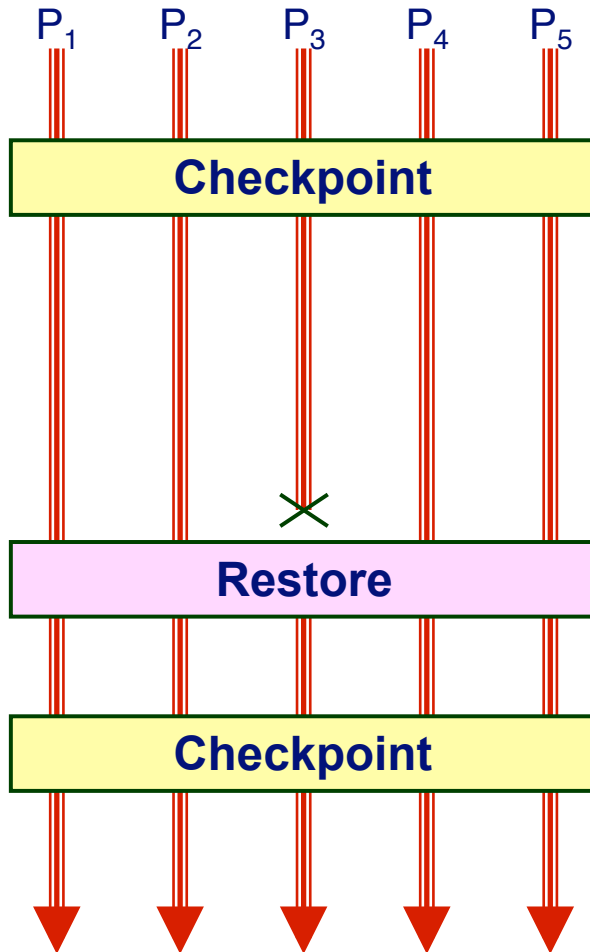 P₁ P₂ P₃ P₄ P₅
Checkpoint
Restore
Checkpoint